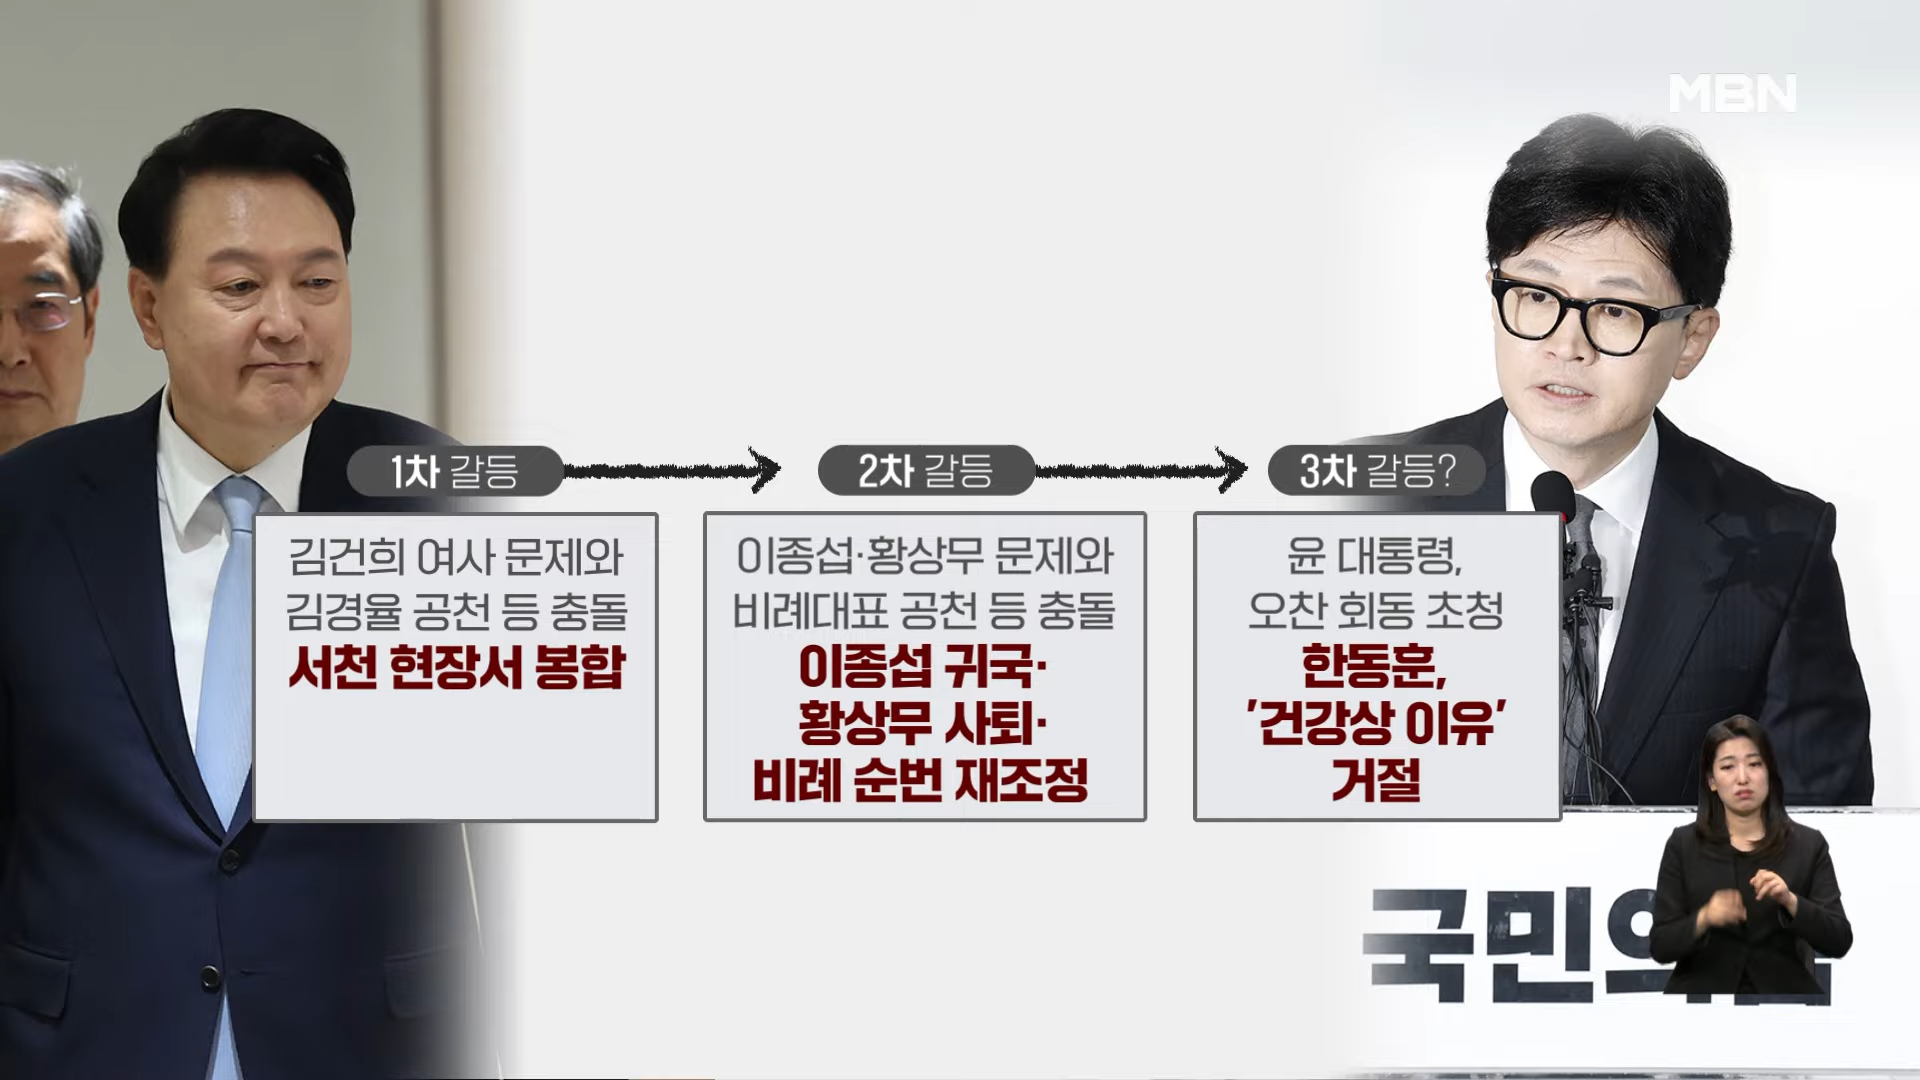 MBN
1차 갈등
김건희 여사 문제와
김경율 공천 등 충돌
서천 현장서 봉합
2차 갈등
이종섭·황상무 문제와
비례대표 공천 등 충돌
이종섭 귀국·
황상무 사퇴·
비례 순번 재조정
3차 갈등?
윤 대통령,
오찬 회동 초청
한동훈,
'건강상 이유'
거절
국민의